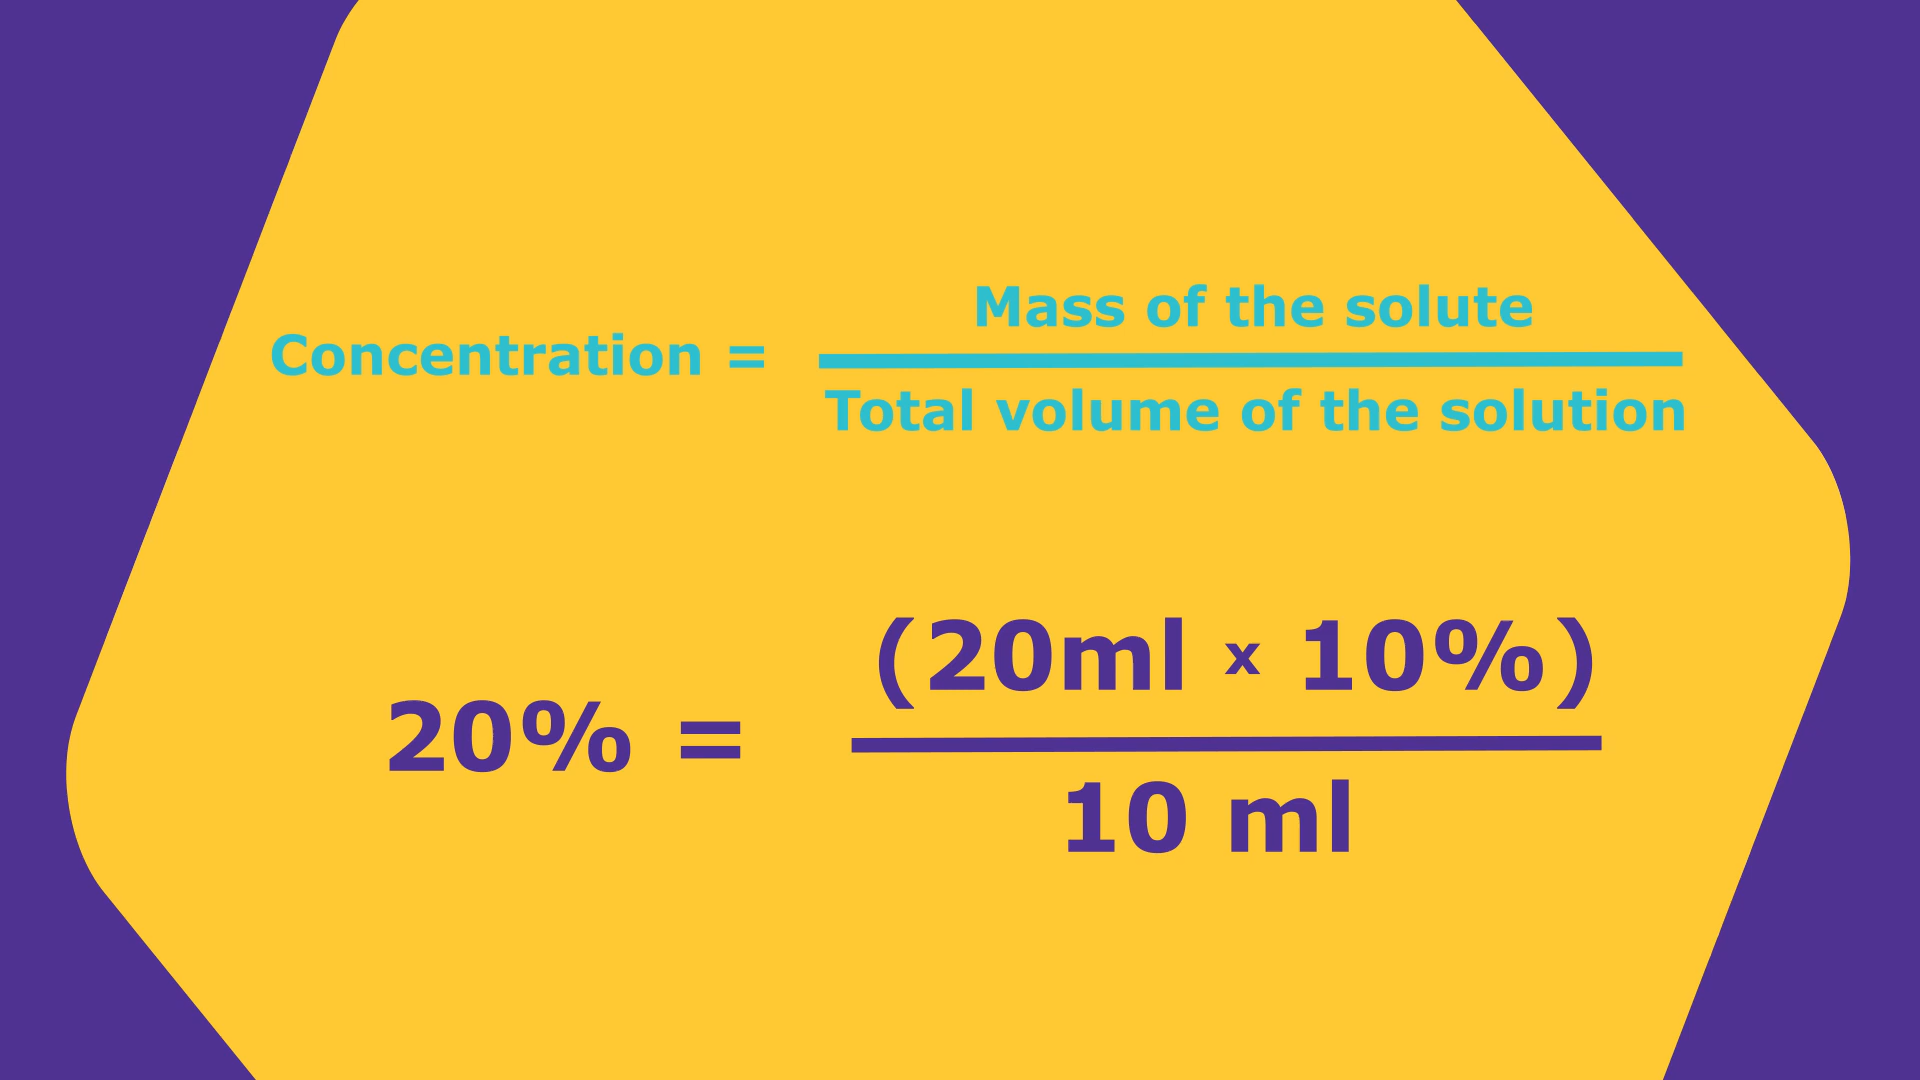 Mass of the solute
Concentration =
Total volume of the solution
(20ml x 10%)
20% =
10 ml